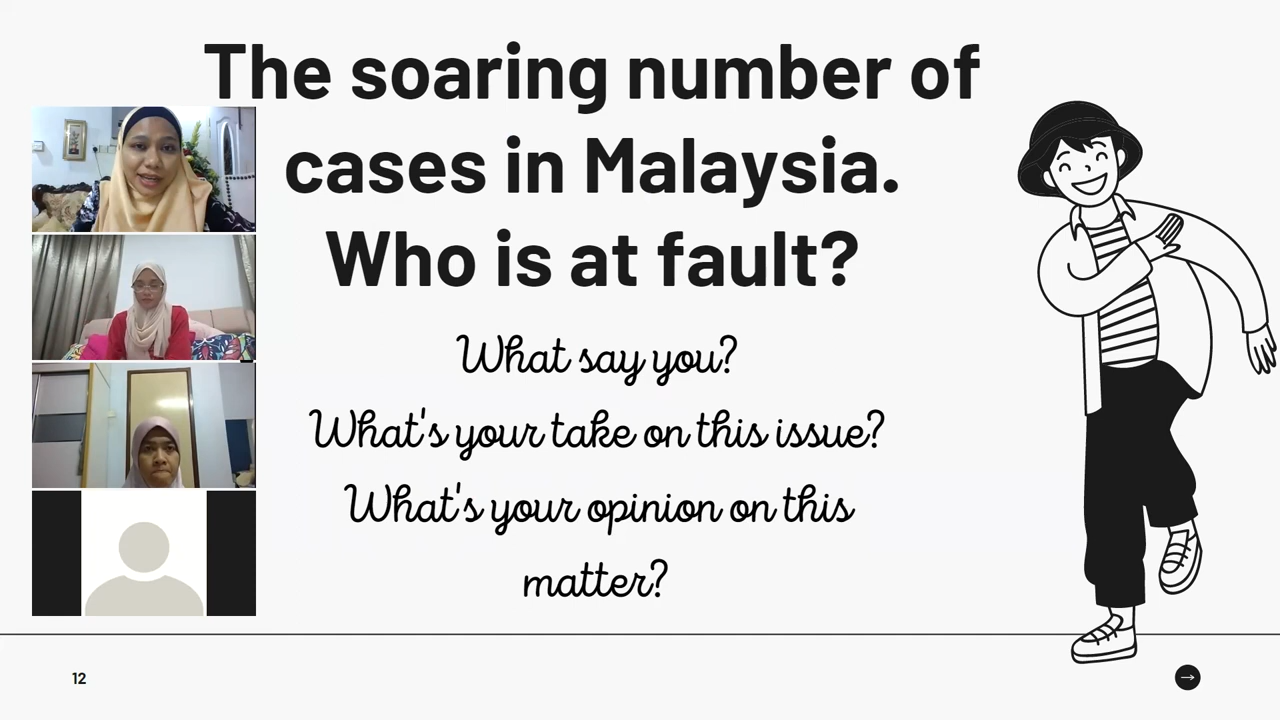 The soaring number of
cases in Malaysia.
Who is at fault?
What say you?
What's your take on this issue?
What's your opinion on this
matter?
12